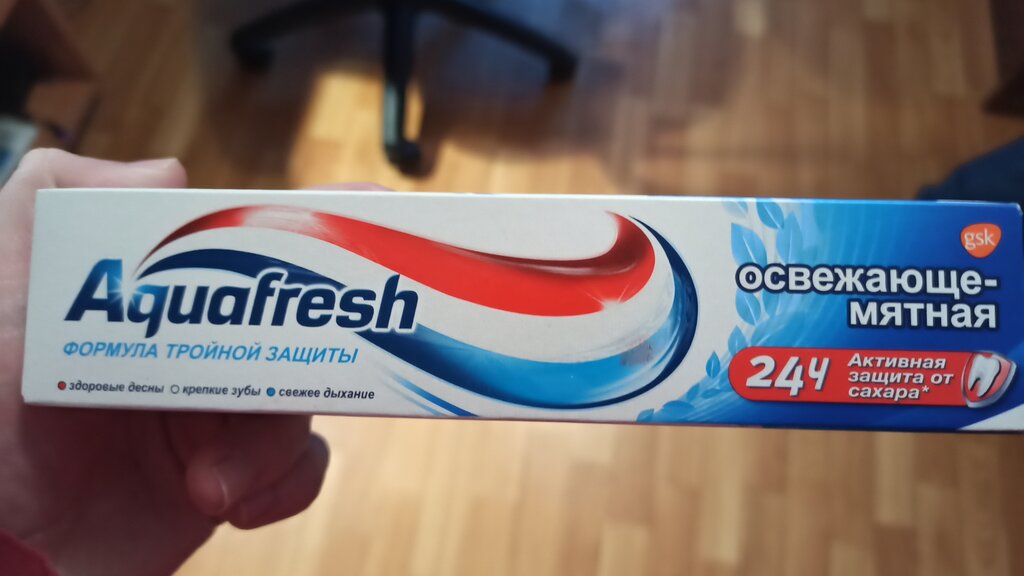 Aquafresh
ФОРМУЛА ТРОЙНОЙ ЗАЩИТЫ
здоровые десны крепкие зубы свежее дыхание
gsk
освежающе-
мятная
24Ч
Активная
защита от
сахара*